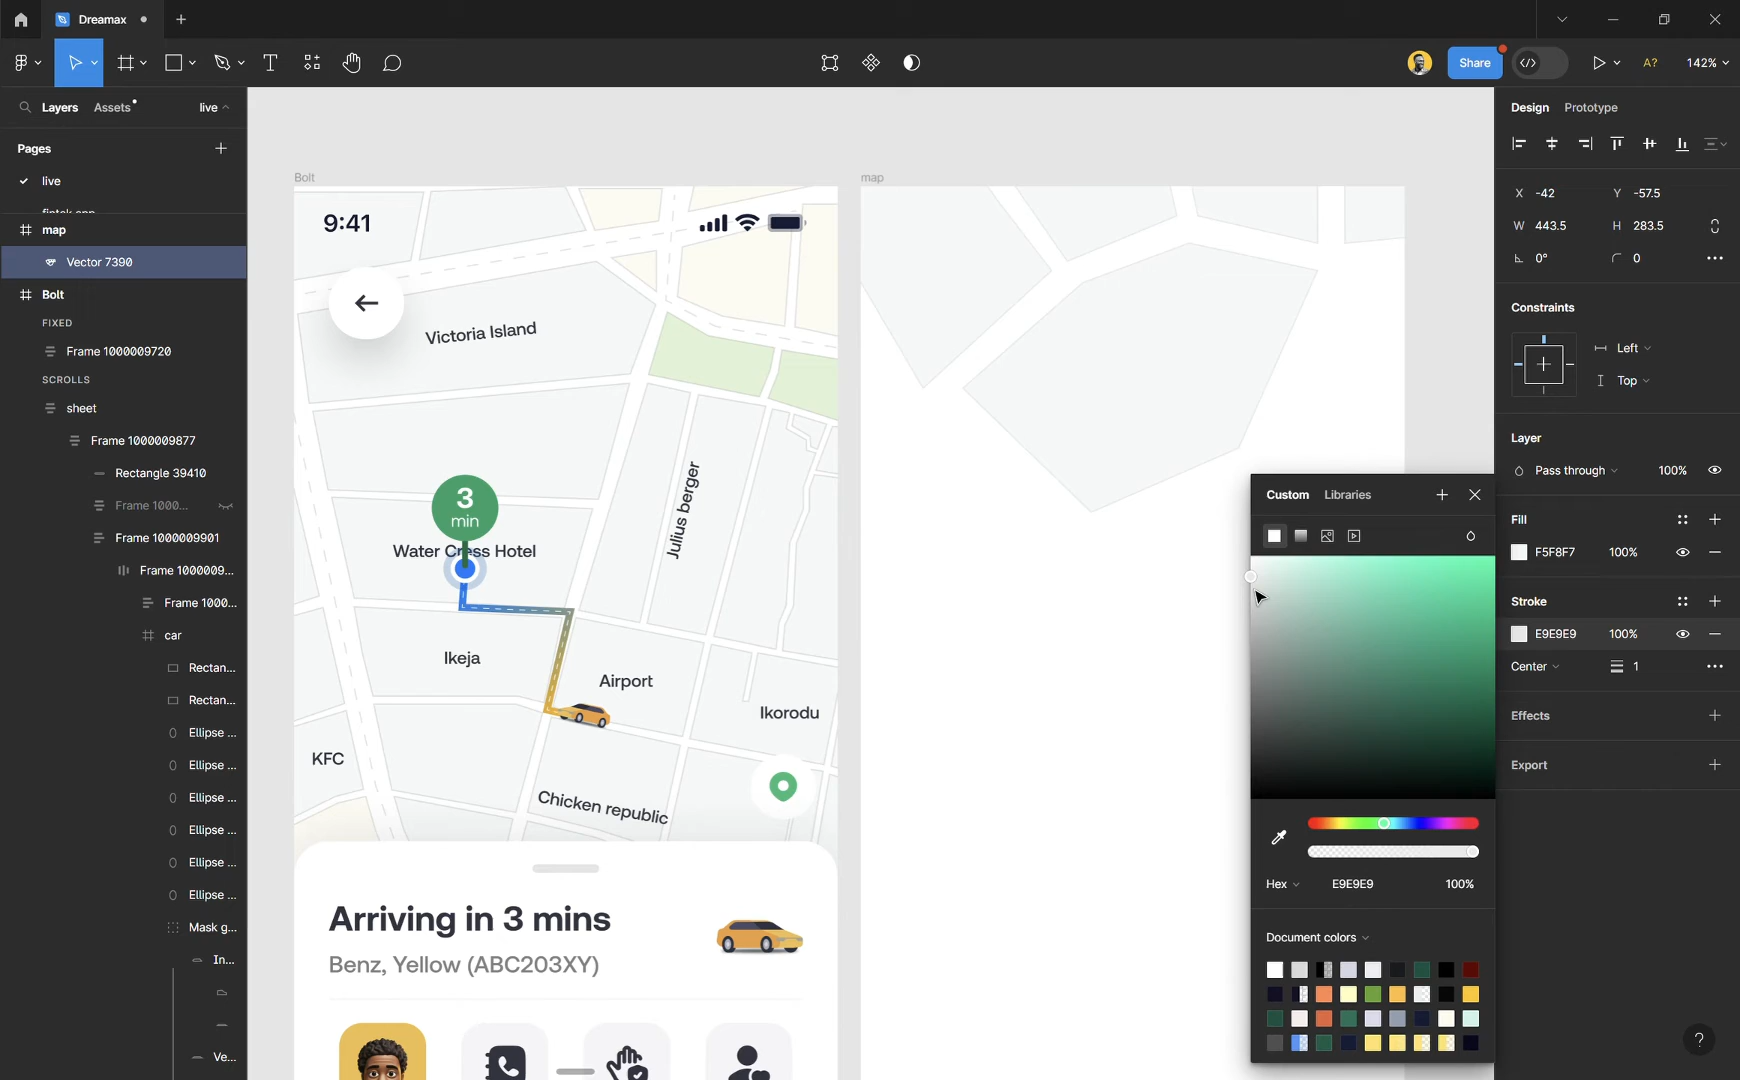 Dreamax
Share
A?
142%
Layers
Assets
live
Pages
live
map
Vector 7390
Bolt
FIXED
Frame 1000009720
SCROLLS
sheet
Frame 1000009877
Rectangle 39410
Frame 1000...
Frame 1000009901
Frame 1000009...
Frame 1000...
car
Rectan...
Rectan...
Ellipse ...
Ellipse ...
Ellipse ...
Ellipse ...
Ellipse ...
Ellipse ...
Mask g...
In...
Ve...
Bolt
9:41
Victoria Island
3
min
Water Cress Hotel
Julius berger
Ikeja
Airport
Ikorodu
KFC
Chicken republic
Arriving in 3 mins
Benz, Yellow (ABC203XY)
map
Custom
Libraries
Hex
E9E9E9
100%
Document colors
Design
Prototype
X -42
Y -57.5
W 443.5
H 283.5
0°
0
Constraints
Left
Top
Layer
Pass through
100%
Fill
F5F8F7
100%
Stroke
E9E9E9
100%
Center
1
Effects
Export
?